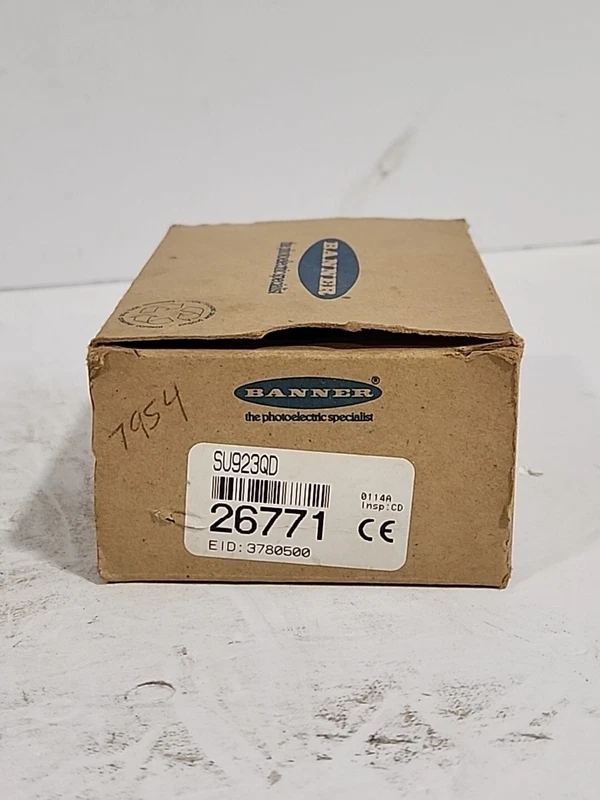 BANNER
the photoelectric specialist
BANNER®
the photoelectric specialist
7954
SU923QD
0114A
Insp:CD
26771
CE
EID:3780500